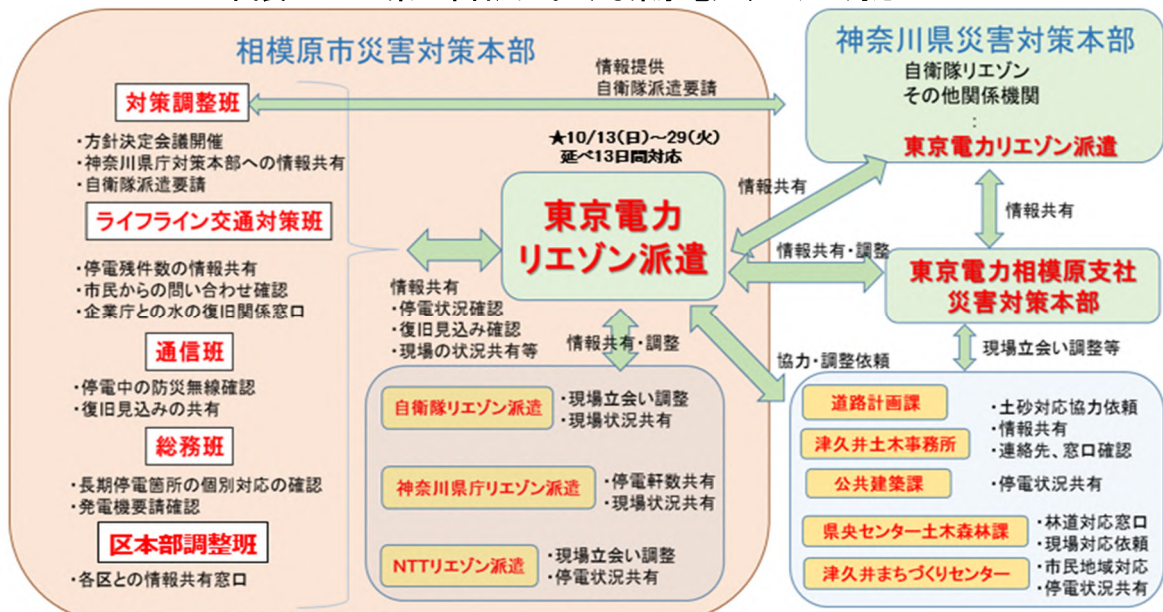 相模原市災害対策本部
対策調整班
・方針決定会議開催
・神奈川県庁対策本部への情報共有
・自衛隊派遣要請
ライフライン交通対策班
・停電残件数の情報共有
・市民からの問い合わせ確認
・企業庁との水の復旧関係窓口
通信班
・停電中の防災無線確認
・復旧見込みの共有
総務班
・長期停電箇所の個別対応の確認
・発電機要請確認
区本部調整班
・各区との情報共有窓口
情報提供
自衛隊派遣要請
★10/13(日)～29(火)
延べ13日間対応
東京電力
リエゾン派遣
情報共有
・停電状況確認
・復旧見込み確認
・現場の状況共有等
情報共有・調整
自衛隊リエゾン派遣
・現場立会い調整
・現場状況共有
神奈川県庁リエゾン派遣
・停電軒数共有
・現場状況共有
NTTリエゾン派遣
・現場立会い調整
・停電状況共有
神奈川県災害対策本部
自衛隊リエゾン
その他関係機関
:
東京電力リエゾン派遣
情報共有
情報共有
情報共有・調整
東京電力相模原支社
災害対策本部
協力・調整依頼
現場立会い調整等
道路計画課
津久井土木事務所
・土砂対応協力依頼
・情報共有
・連絡先、窓口確認
公共建築課
・停電状況共有
県央センター土木森林課
・林道対応窓口
・現場対応依頼
津久井まちづくりセンター
・市民地域対応
・停電状況共有